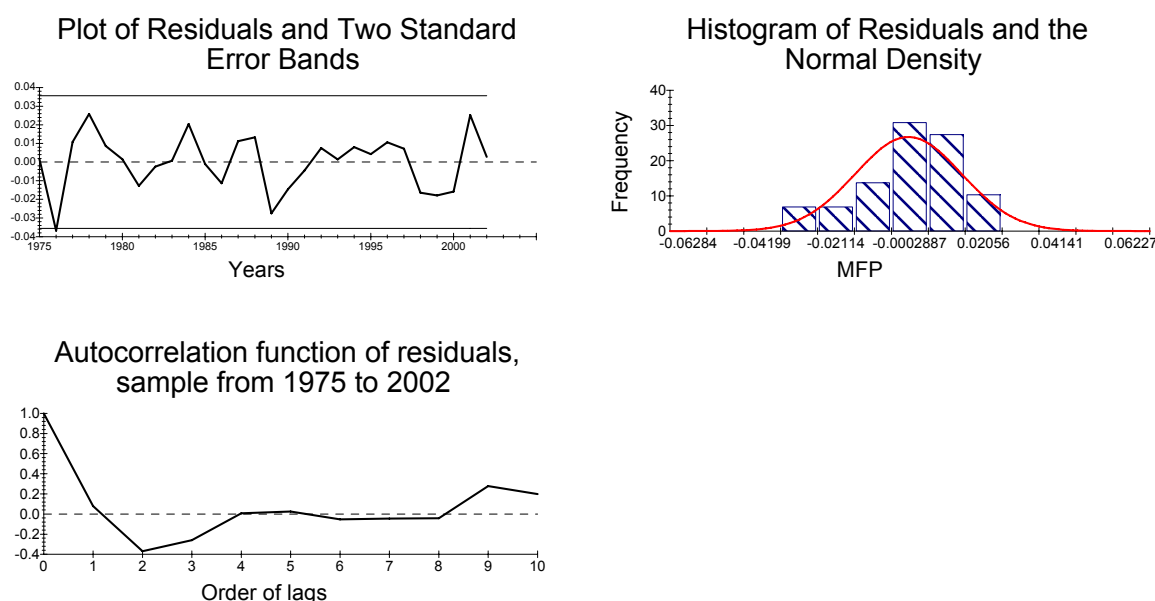 Plot of Residuals and Two Standard
Error Bands
0.04
0.03
0.02
0.01
0.00
-0.01
-0.02
-0.03
-0.04
1975 1980 1985 1990 1995 2000
Years
Histogram of Residuals and the
Normal Density
Frequency
40
30
20
10
0
-0.06284 -0.04199 -0.02114 -0.0002887 0.02056 0.04141 0.06227
MFP
Autocorrelation function of residuals,
sample from 1975 to 2002
1.0
0.8
0.6
0.4
0.2
0.0
-0.2
-0.4
0 1 2 3 4 5 6 7 8 9 10
Order of lags